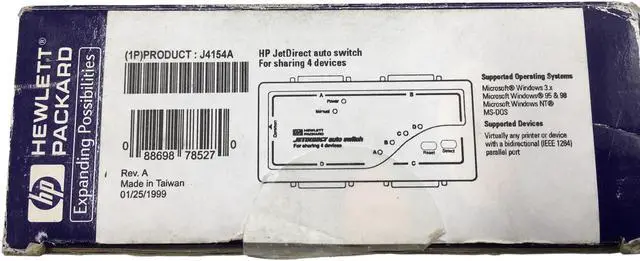 hp HEWLETT
PACKARD
Expanding Possibilities
(1P)PRODUCT : J4154A
0 88698 78527 0
Rev. A
Made in Taiwan
01/25/1999
HP JetDirect auto switch
For sharing 4 devices
A
B
Power
Manual
Common
HEWLETT
PACKARD
JETDIRECT auto switch
For sharing 4 devices
A
B
C
D
Reset
Select
D
C
Supported Operating Systems
Microsoft® Windows 3.x
Microsoft Windows® 95 & 98
Microsoft Windows NT®
MS-DOS
Supported Devices
Virtually any printer or device
with a bidirectional (IEEE 1284)
parallel port